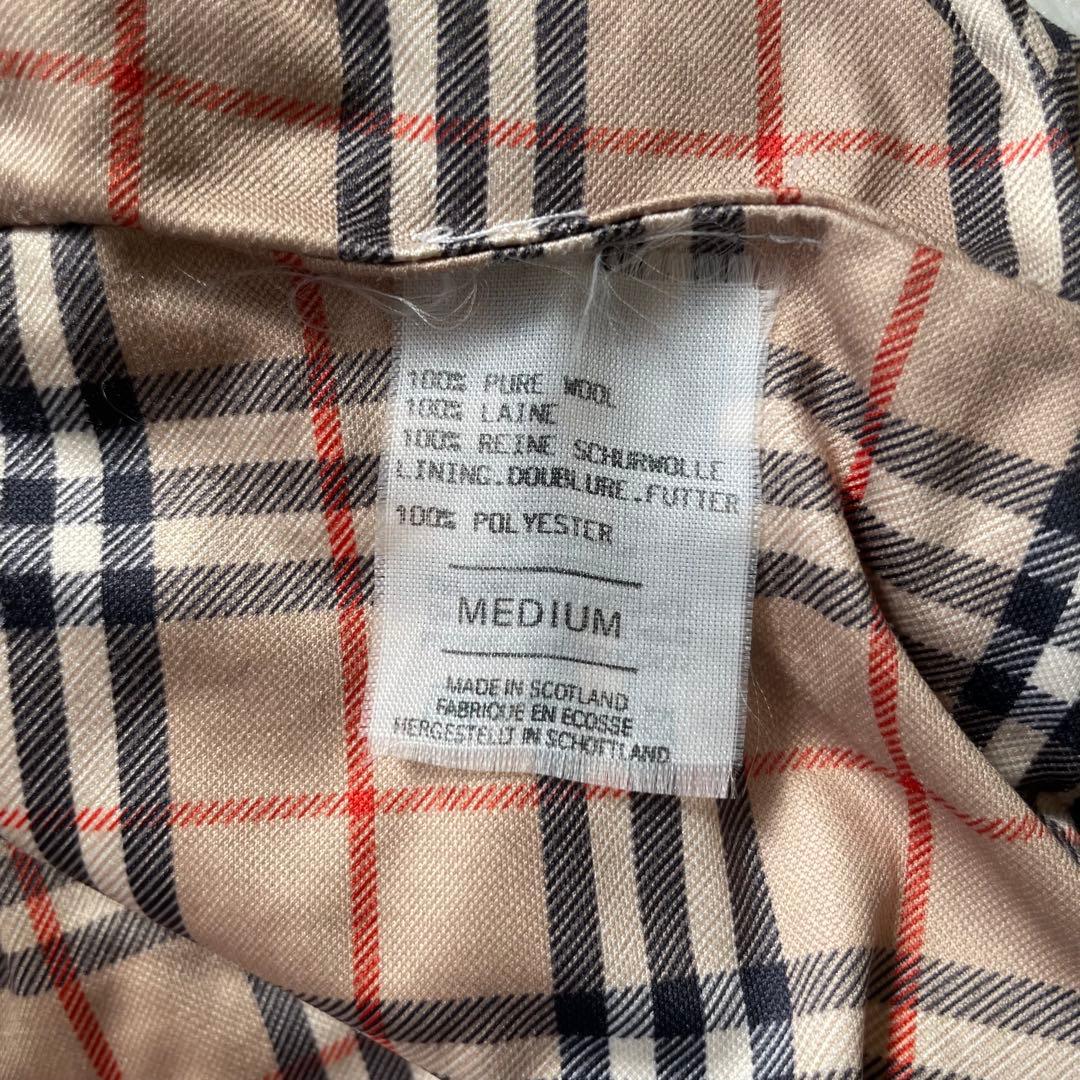 100% PURE WOOL
100% LAINE
100% REINE SCHURWOLLE
LINING.DOUBLURE.FUTTER
100% POLYESTER
MEDIUM
MADE IN SCOTLAND
FABRIQUE EN ECOSSE
HERGESTELLT IN SCHOTTLAND